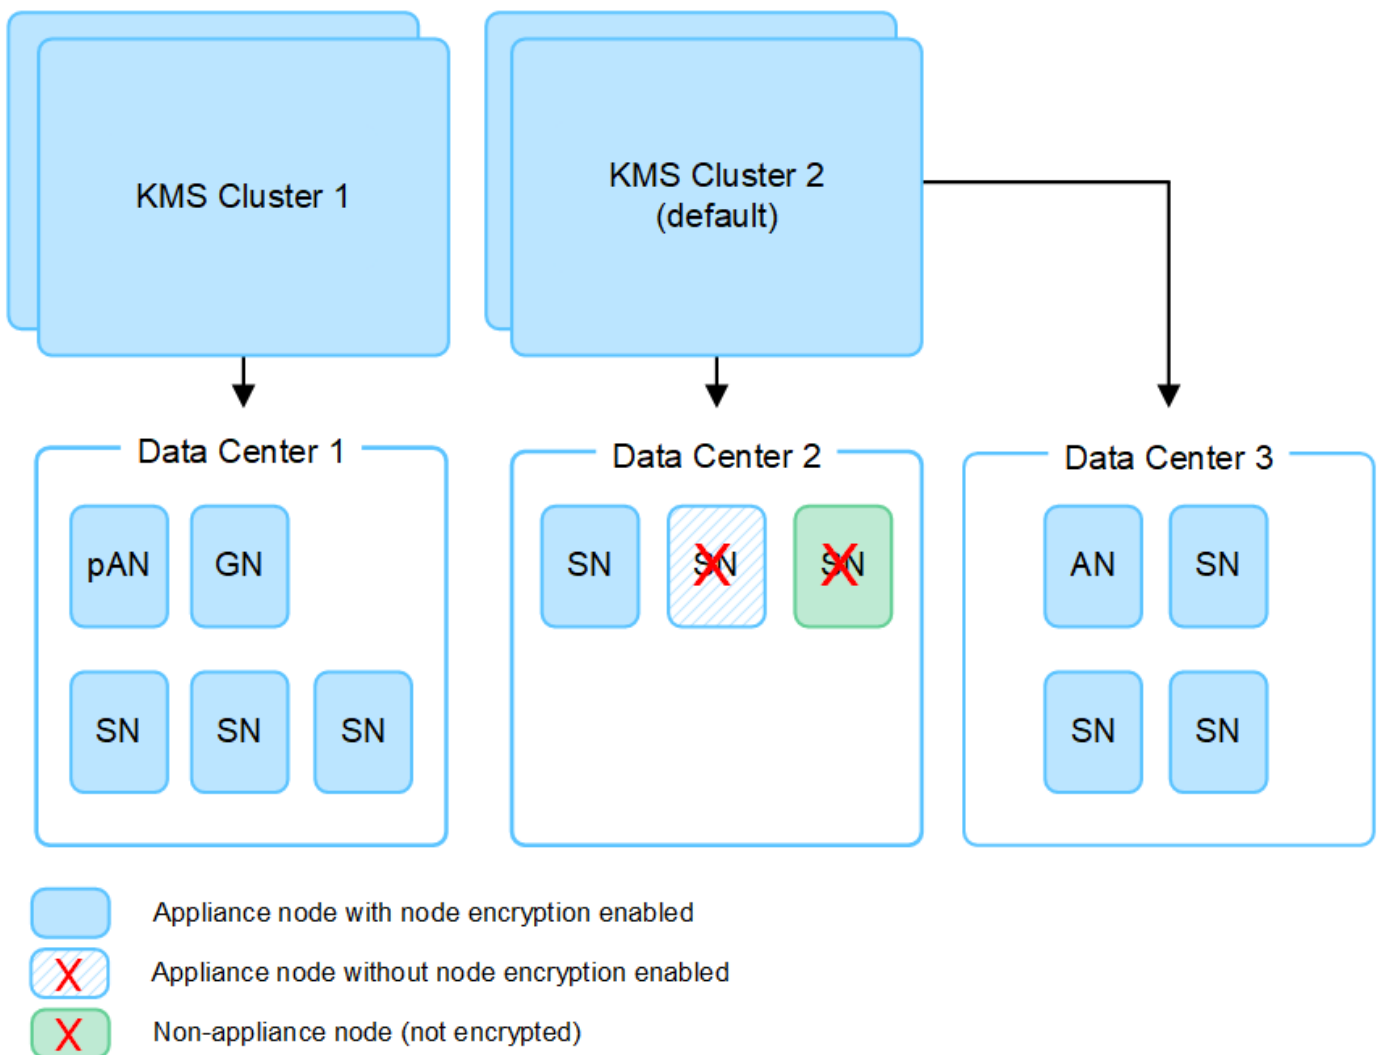 KMS Cluster 1
KMS Cluster 2
(default)
Data Center 1
Data Center 2
Data Center 3
pAN GN
SN SN SN
SN SN SN
AN SN
SN SN
X Appliance node with node encryption enabled
X Appliance node without node encryption enabled
X Non-appliance node (not encrypted)